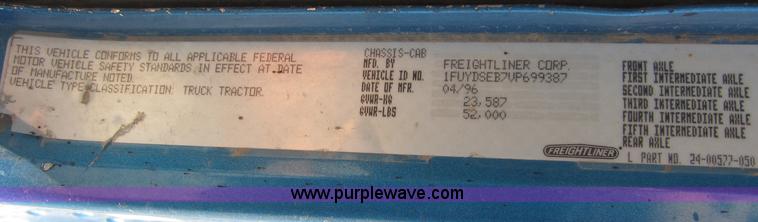 THIS VEHICLE CONFORMS TO ALL APPLICABLE FEDERAL
MOTOR VEHICLE SAFETY STANDARDS IN EFFECT AT DATE
OF MANUFACTURE NOTED.
VEHICLE TYPE CLASSIFICATION: TRUCK TRACTOR
CHASSIS-CAB
MFD. BY FREIGHTLINER CORP.
VEHICLE ID NO. 1FUYDSEB7VP699387
DATE OF MFR. 04/96
GVWR-KG 23,587
GVWR-LBS 52,000
FRONT AXLE
FIRST INTERMEDIATE AXLE
SECOND INTERMEDIATE AXLE
THIRD INTERMEDIATE AXLE
FOURTH INTERMEDIATE AXLE
FIFTH INTERMEDIATE AXLE
REAR AXLE
FREIGHTLINER
L PART NO. 24-00577-050
www.purplewave.com